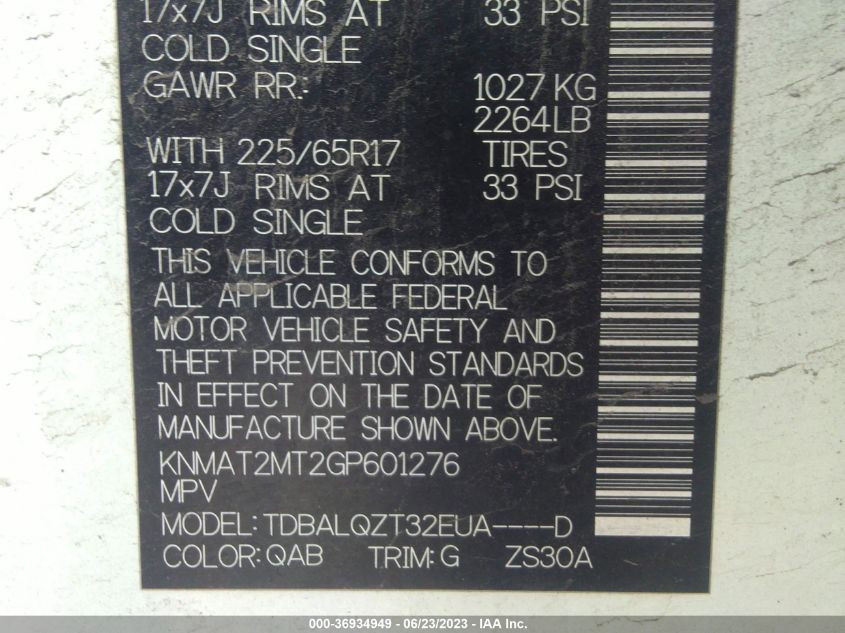 17x7J RIMS AT 33 PSI
COLD SINGLE
GAWR RR.: 1027 KG
2264LB
WITH 225/65R17 TIRES
17x7J RIMS AT 33 PSI
COLD SINGLE
THIS VEHICLE CONFORMS TO
ALL APPLICABLE FEDERAL
MOTOR VEHICLE SAFETY AND
THEFT PREVENTION STANDARDS
IN EFFECT ON THE DATE OF
MANUFACTURE SHOWN ABOVE.
KNMAT2MT2GP601276
MPV
MODEL: TDBALQZT32EUA----D
COLOR: QAB TRIM: G ZS30A
000-36934949 - 06/23/2023 - IAA Inc.